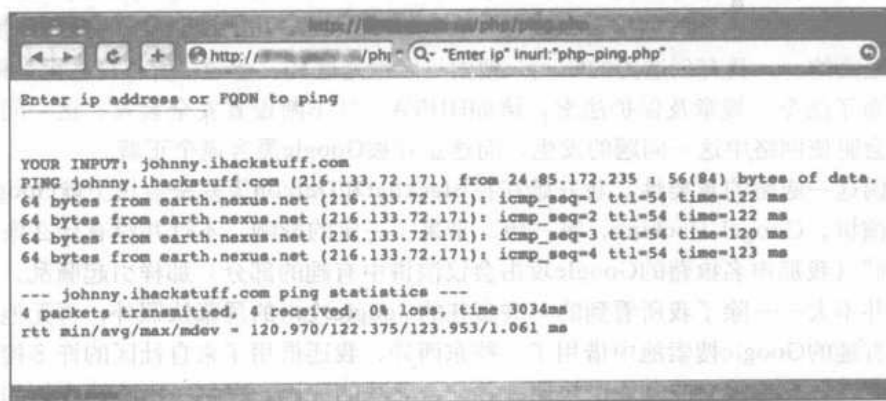 http:// /php/ping.php
http:// /php
Q- "Enter ip" inurl:"php-ping.php"
Enter ip address or FQDN to ping
YOUR INPUT: johnny.ihackstuff.com
PING johnny.ihackstuff.com (216.133.72.171) from 24.85.172.235 : 56(84) bytes of data.
64 bytes from earth.nexus.net (216.133.72.171): icmp_seq=1 ttl=54 time=122 ms
64 bytes from earth.nexus.net (216.133.72.171): icmp_seq=2 ttl=54 time=122 ms
64 bytes from earth.nexus.net (216.133.72.171): icmp_seq=3 ttl=54 time=120 ms
64 bytes from earth.nexus.net (216.133.72.171): icmp_seq=4 ttl=54 time=123 ms
--- johnny.ihackstuff.com ping statistics ---
4 packets transmitted, 4 received, 0% loss, time 3034ms
rtt min/avg/max/mdev = 120.970/122.375/123.953/1.061 ms